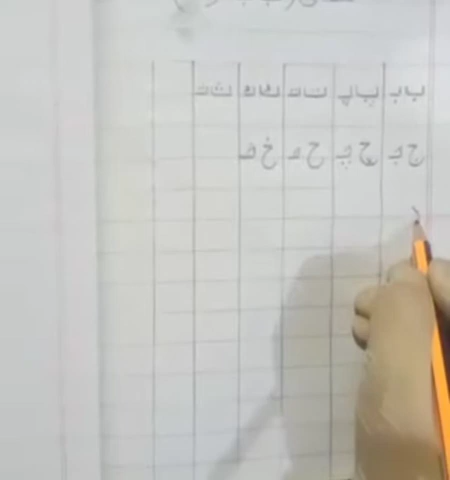 ب بـ پ پـ ت تـ ٹ ٹـ ث ثـ
ج جـ چ چـ ح حـ خ خـ